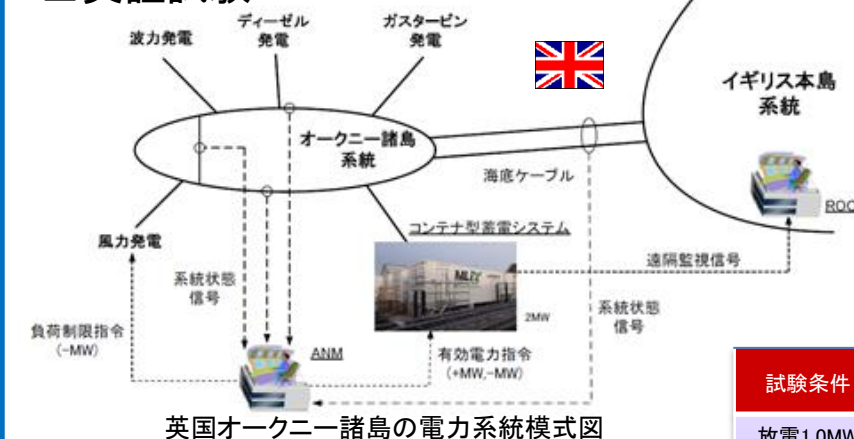 波力発電
ディーゼル
発電
ガスタービン
発電
イギリス本島
系統
オークニー諸島
系統
海底ケーブル
ROC
コンテナ型蓄電システム
風力発電
遠隔監視信号
系統状態
信号
2MW
系統状態
信号
負荷制限指令
(-MW)
ANM
有効電力指令
(+MW,-MW)
試験条件
英国オークニー諸島の電力系統模式図
放電1.0MW